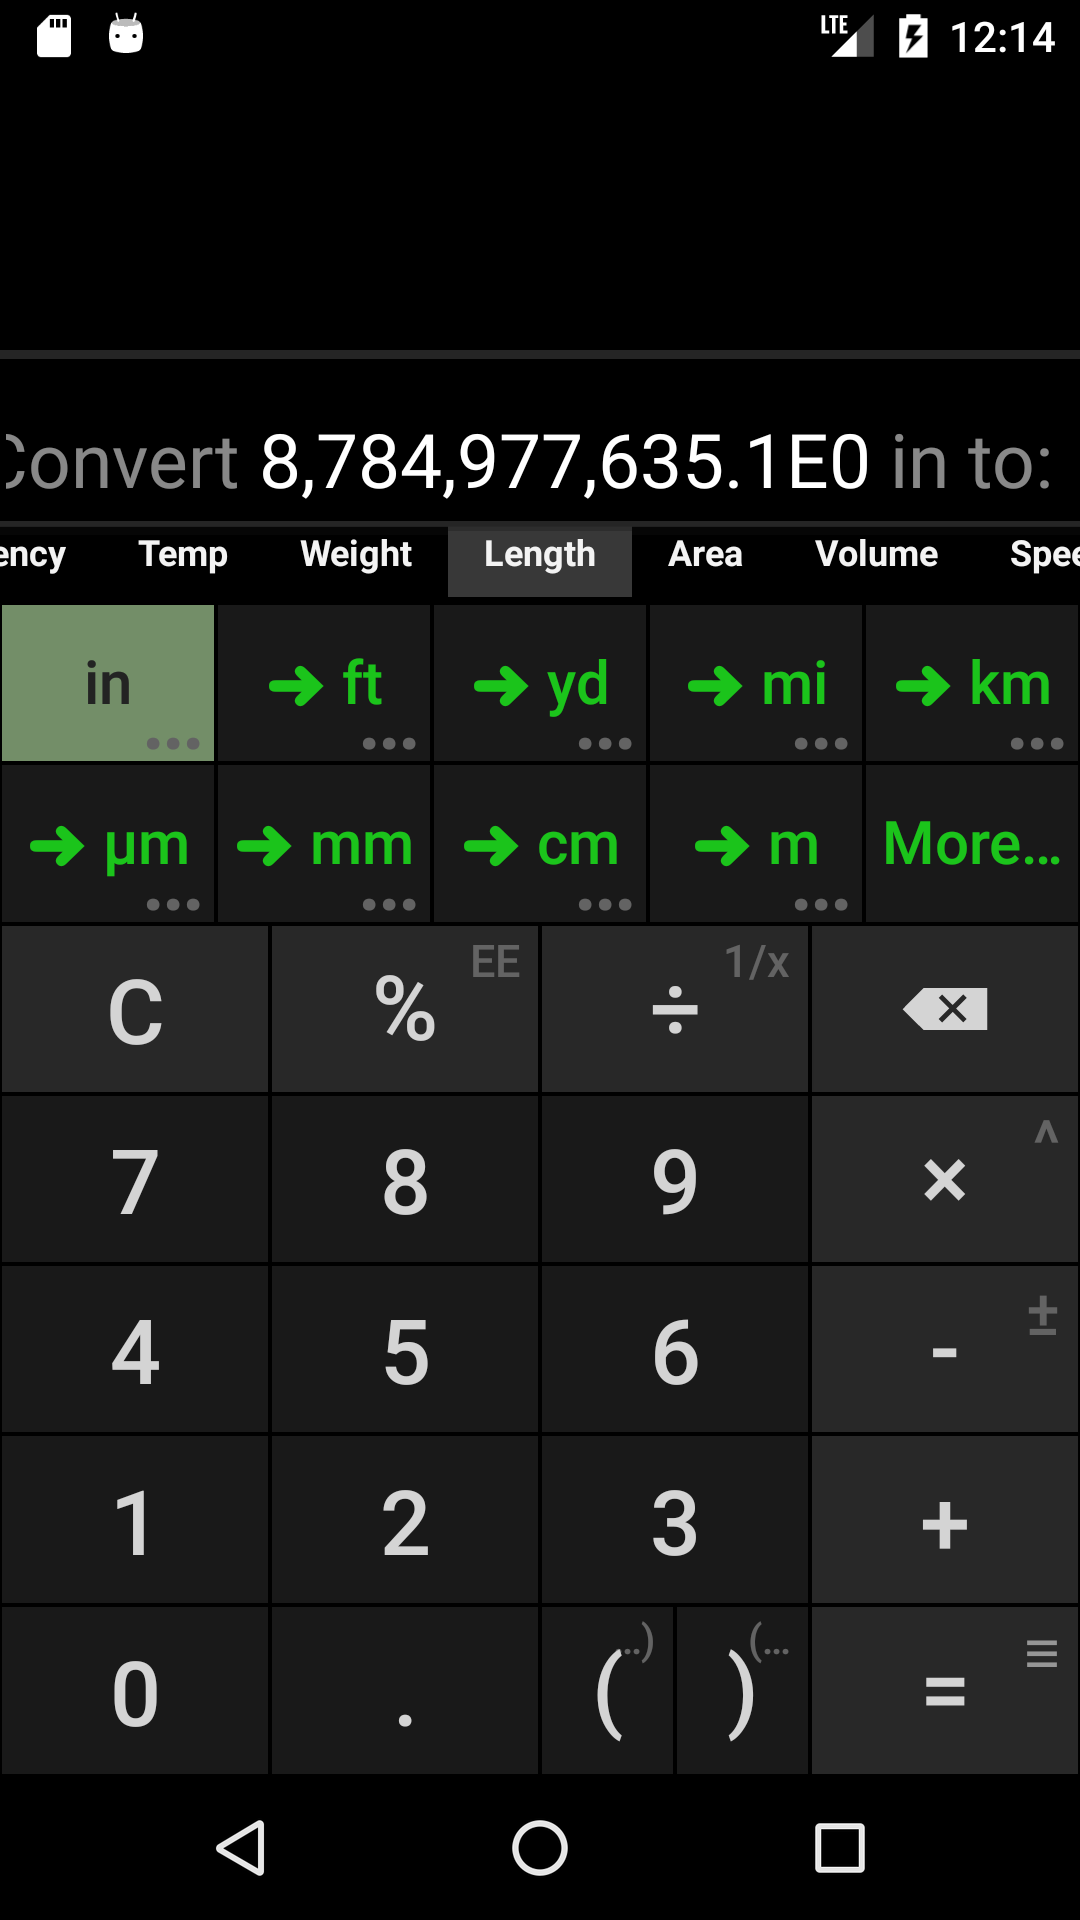 LTE 12:14
Convert 8,784,977,635.1E0 in to:
ency Temp Weight Length Area Volume Spee
in ft yd mi km
µm mm cm m More...
C % EE ÷ 1/x
7 8 9 × ^
4 5 6 - ±
1 2 3 +
0 . ( ..) ) (... =